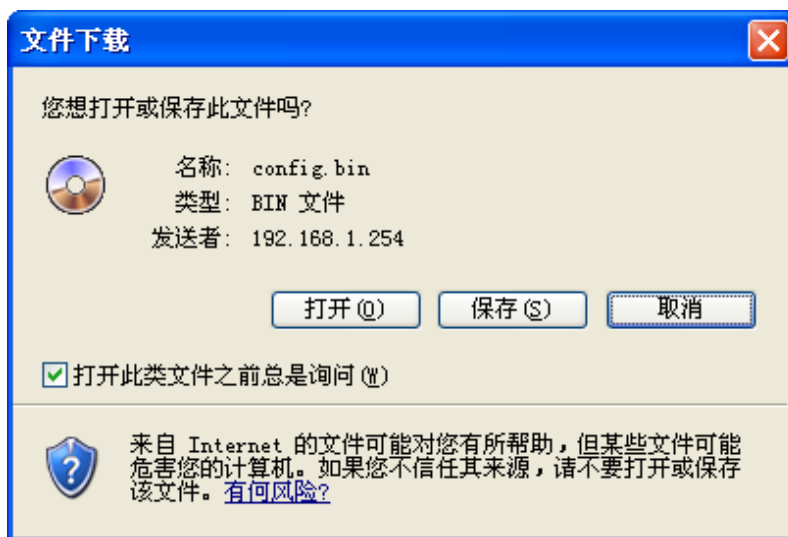 文件下载
您想打开或保存此文件吗?
名称: config.bin
类型: BIN 文件
发送者: 192.168.1.254
打开(O) 保存(S) 取消
打开此类文件之前总是询问(W)
来自 Internet 的文件可能对您有所帮助，但某些文件可能
危害您的计算机。如果您不信任其来源，请不要打开或保存
该文件。有何风险?